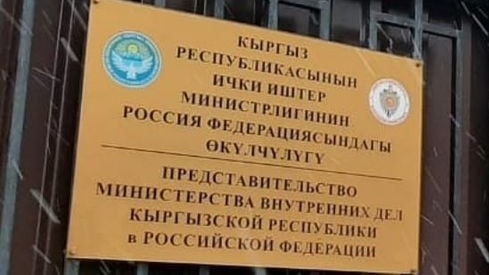 КЫРГЫЗ
РЕСПУБЛИКАСЫНЫН
ИЧКИ ИШТЕР
МИНИСТРЛИГИНИН
РОССИЯ ФЕДЕРАЦИЯСЫНДАГЫ
ӨКҮЛЧҮЛҮГҮ
ПРЕДСТАВИТЕЛЬСТВО
МИНИСТЕРСТВА ВНУТРЕННИХ ДЕЛ
КЫРГЫЗСКОЙ РЕСПУБЛИКИ
в РОССИЙСКОЙ ФЕДЕРАЦИИ